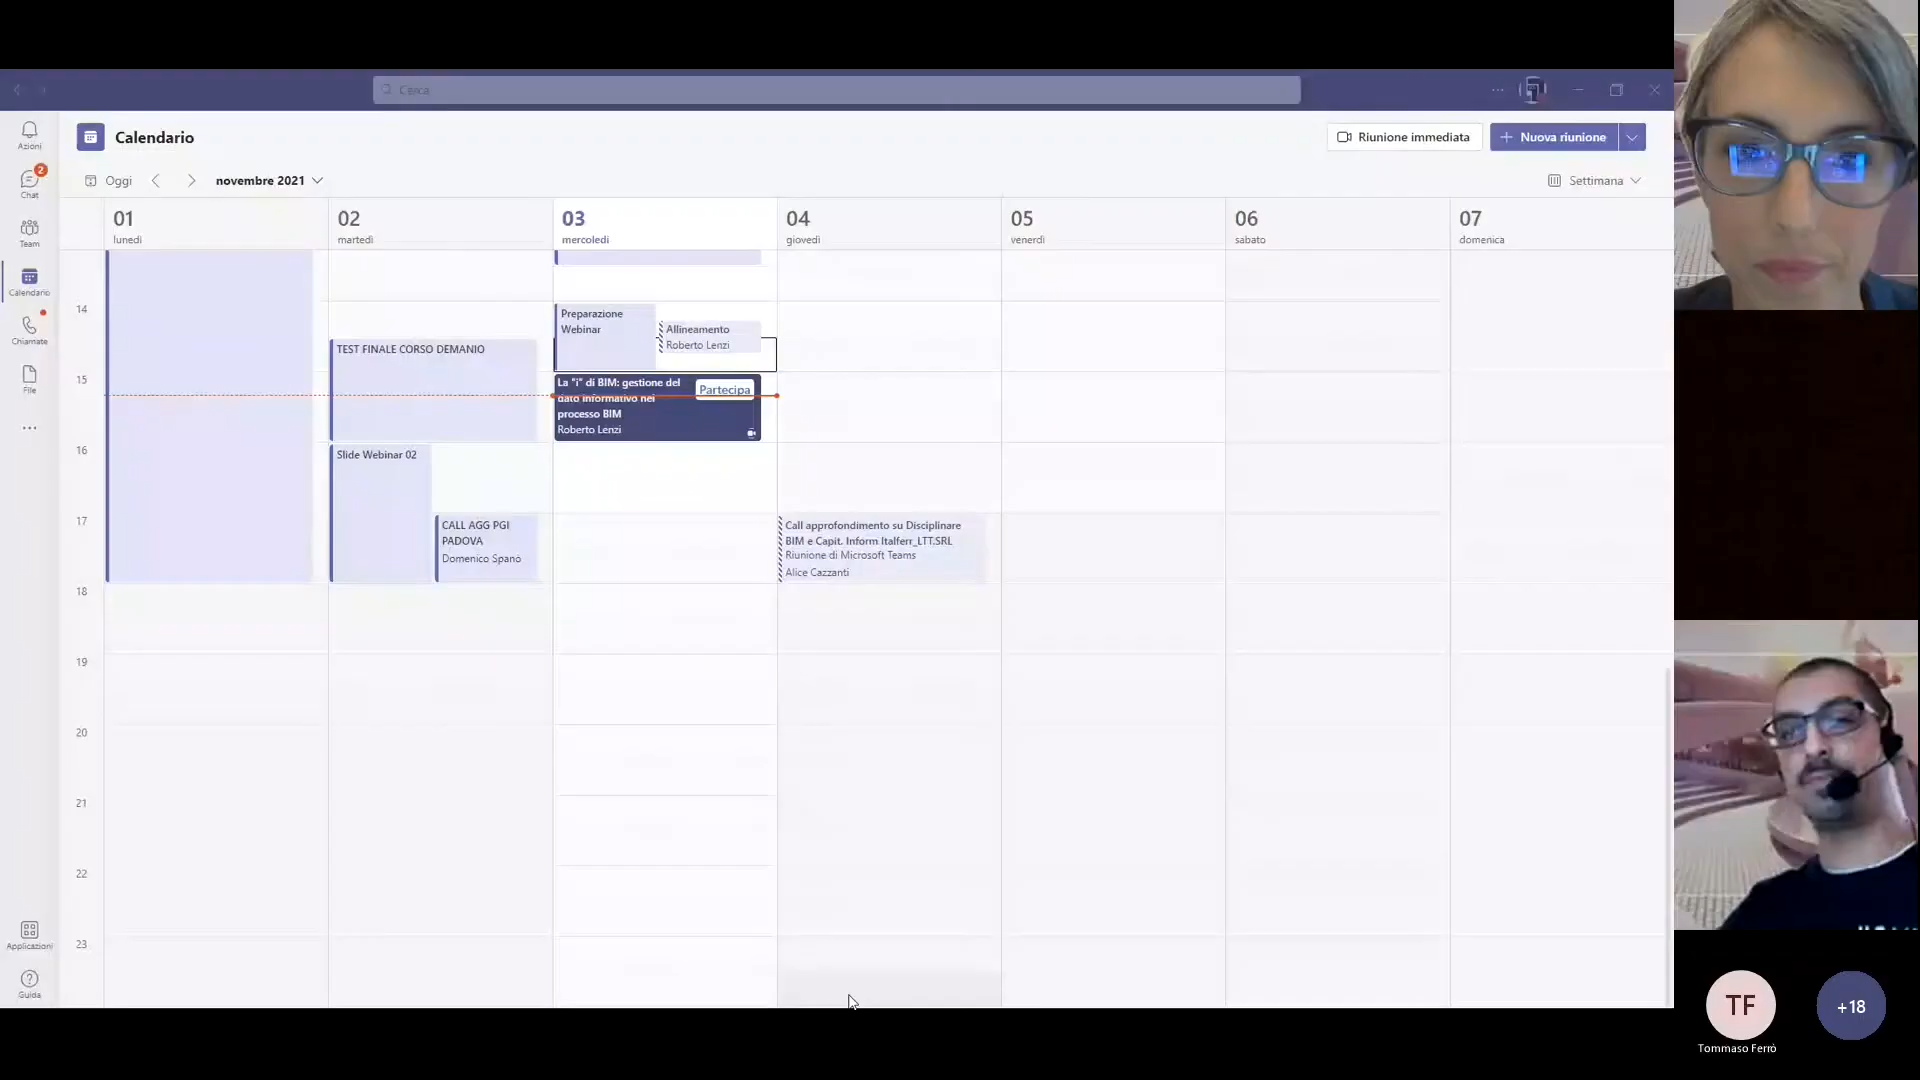 Cerca
Azioni
Chat
2
Team
Calendario
Chiamate
File
Applicazioni
Guida
Calendario
Riunione immediata
Nuova riunione
Oggi
novembre 2021
Settimana
01
lunedì
02
martedì
03
mercoledì
04
giovedì
05
venerdì
06
sabato
07
domenica
14
15
16
17
18
19
20
21
22
23
TEST FINALE CORSO DEMANIO
Slide Webinar 02
CALL AGG PGI
PADOVA
Domenico Spanò
Preparazione
Webinar
Allineamento
Roberto Lenzi
La "i" di BIM: gestione del
dato informativo nel
processo BIM
Roberto Lenzi
Partecipa
Call approfondimento su Disciplinare
BIM e Capit. Inform Italferr_LTT.SRL
Riunione di Microsoft Teams
Alice Cazzanti
TF
Tommaso Ferrò
+18